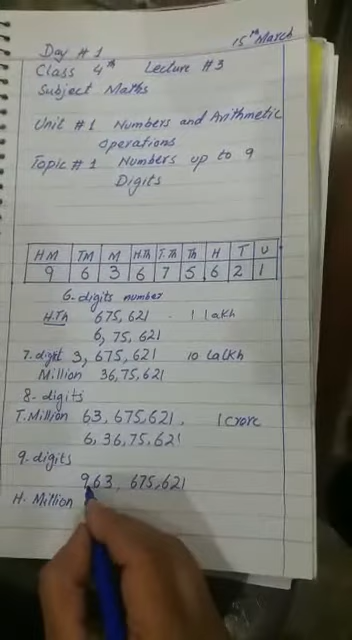 15th March
Day # 1
Class 4th Lecture # 3
Subject Maths
Unit # 1 Numbers and Arithmetic
Operations
Topic # 1 Numbers up to 9
Digits
HM TM M H.Th T.Th Th H T U
9 6 3 6 7 5 6 2 1
6-digits number
H.Th 675,621 1 lakh
6,75,621
7.digit 3,675,621 10 lalkh
Million 36,75,621
8-digits
T.Million 63,675,621, 1 crore
6,36,75,621
9-digits
963,675,621
H.Million